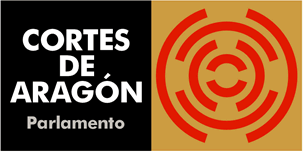 CORTES
DE
ARAGÓN
Parlamento